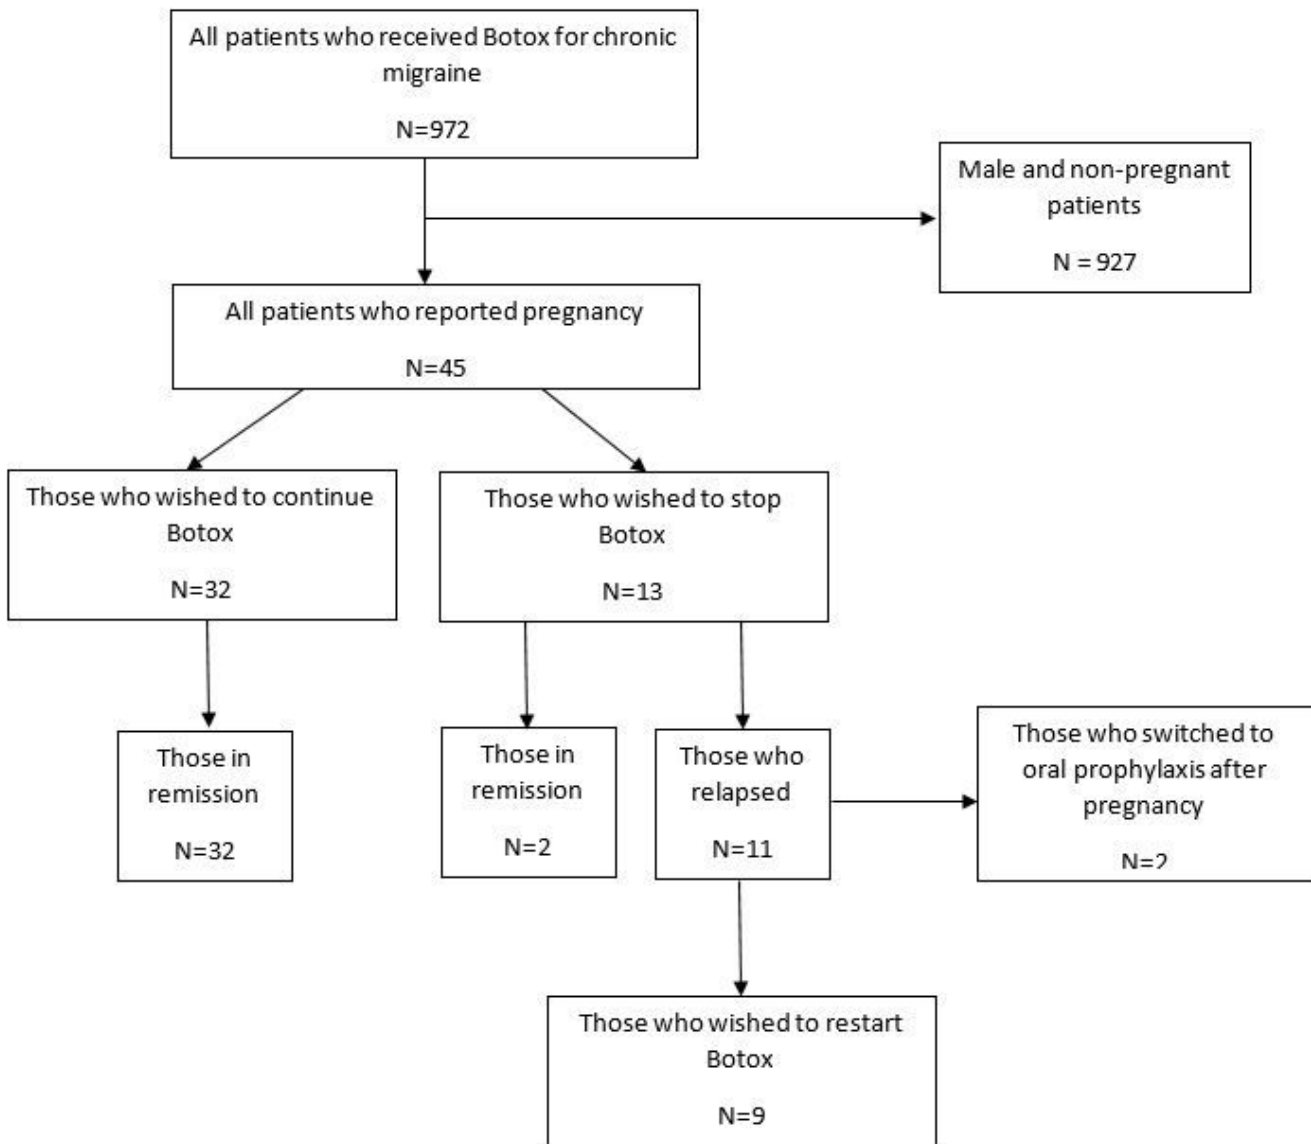 All patients who received Botox for chronic
migraine
N=972
Male and non-pregnant
patients
N = 927
All patients who reported pregnancy
N=45
Those who wished to continue
Botox
N=32
Those who wished to stop
Botox
N=13
Those in
remission
N=32
Those in
remission
N=2
Those who
relapsed
N=11
Those who switched to
oral prophylaxis after
pregnancy
N=2
Those who wished to restart
Botox
N=9